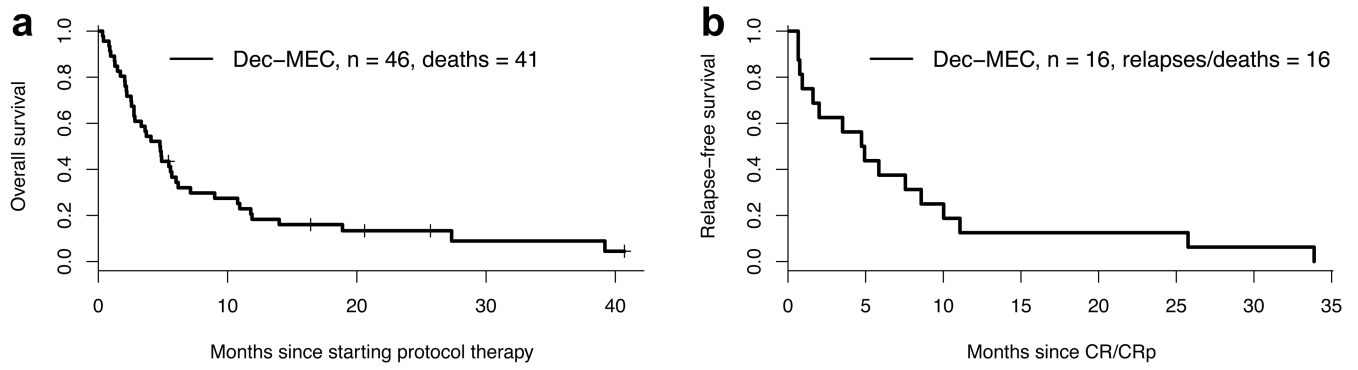 a
Dec−MEC, n = 46, deaths = 41
Overall survival
1.0
0.8
0.6
0.4
0.2
0.0
0 10 20 30 40
Months since starting protocol therapy
b
Dec−MEC, n = 16, relapses/deaths = 16
Relapse−free survival
1.0
0.8
0.6
0.4
0.2
0.0
0 5 10 15 20 25 30 35
Months since CR/CRp